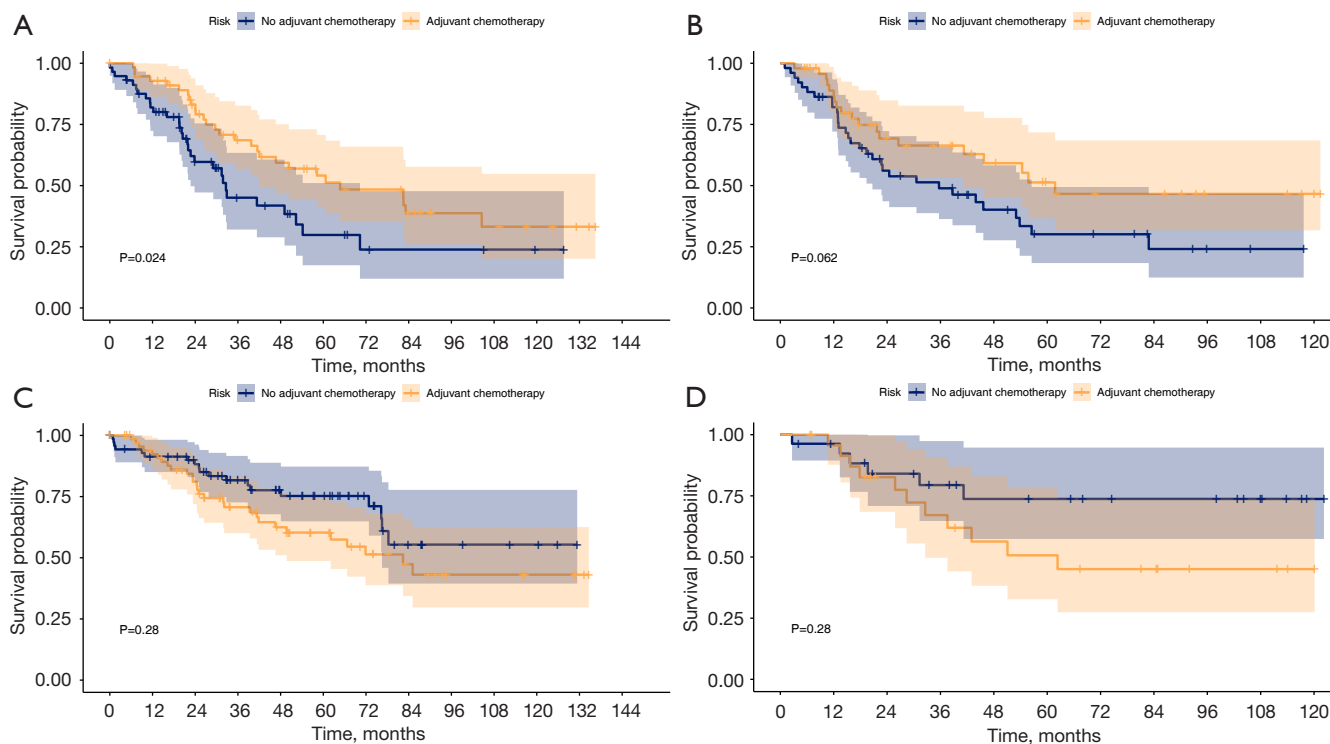 A
Risk No adjuvant chemotherapy Adjuvant chemotherapy
1.00
0.75
0.50
0.25
0.00
Survival probability
P=0.024
0 12 24 36 48 60 72 84 96 108 120 132 144
Time, months
B
Risk No adjuvant chemotherapy Adjuvant chemotherapy
1.00
0.75
0.50
0.25
0.00
Survival probability
P=0.062
0 12 24 36 48 60 72 84 96 108 120
Time, months
C
Risk No adjuvant chemotherapy Adjuvant chemotherapy
1.00
0.75
0.50
0.25
0.00
Survival probability
P=0.28
0 12 24 36 48 60 72 84 96 108 120 132 144
Time, months
D
Risk No adjuvant chemotherapy Adjuvant chemotherapy
1.00
0.75
0.50
0.25
0.00
Survival probability
P=0.28
0 12 24 36 48 60 72 84 96 108 120
Time, months